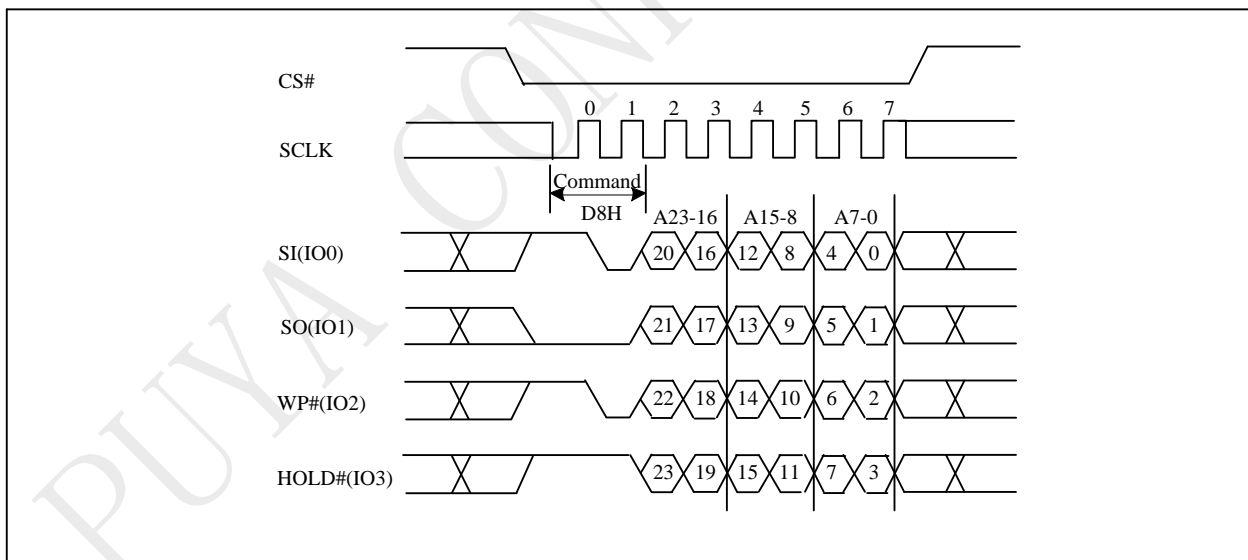 PUYA CONF
CS#
0 1 2 3 4 5 6 7
SCLK
Command
D8H
A23-16 A15-8 A7-0
SI(IO0) 20 16 12 8 4 0
SO(IO1) 21 17 13 9 5 1
WP#(IO2) 22 18 14 10 6 2
HOLD#(IO3) 23 19 15 11 7 3